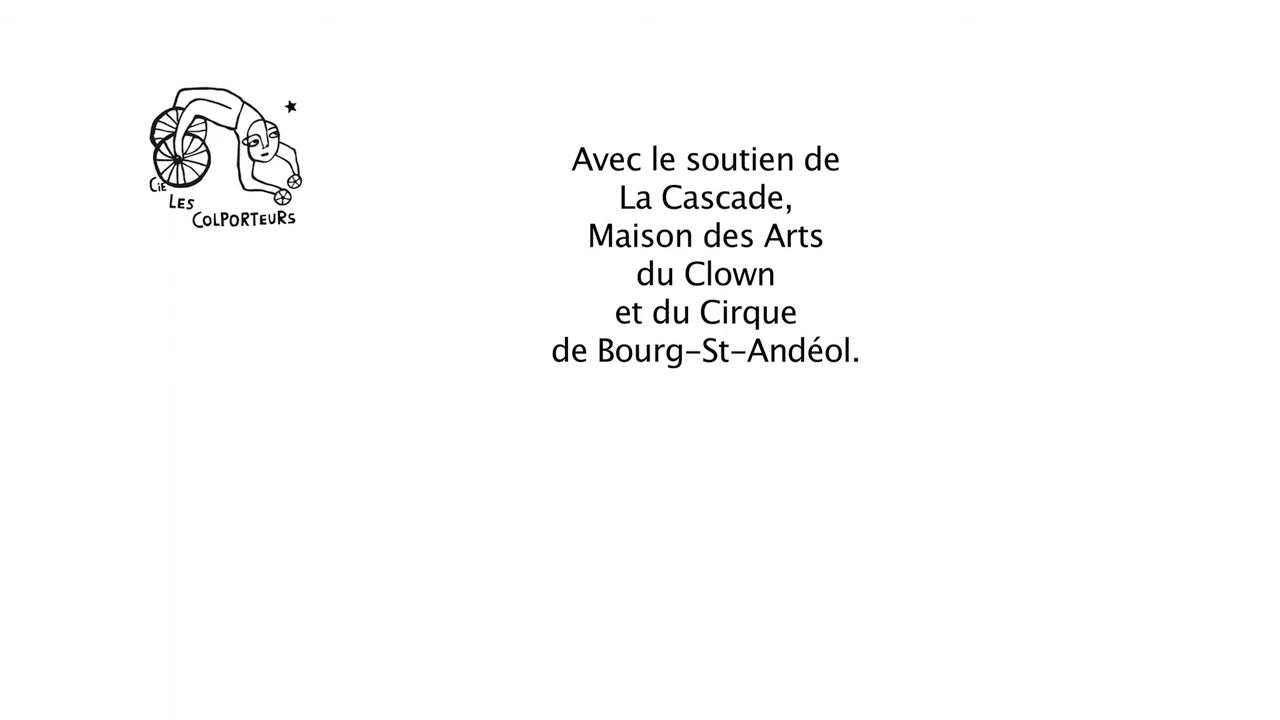 CIE
LES
COLPORTEURS
Avec le soutien de
La Cascade,
Maison des Arts
du Clown
et du Cirque
de Bourg-St-Andéol.